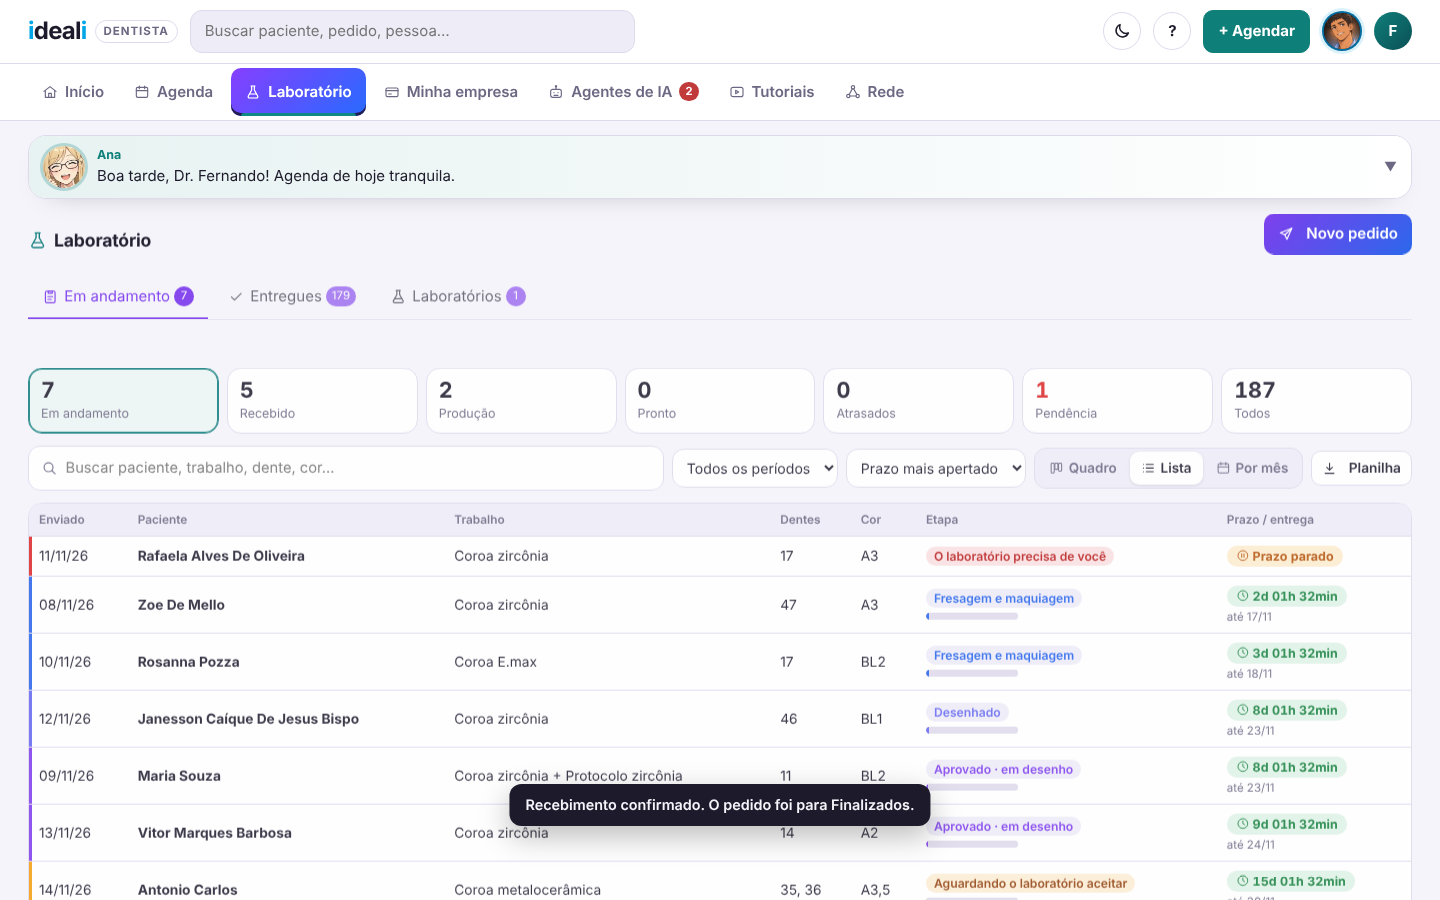 ideali DENTISTA Buscar paciente, pedido, pessoa... ? + Agendar F
Início Agenda Laboratório Minha empresa Agentes de IA 2 Tutoriais Rede
Ana
Boa tarde, Dr. Fernando! Agenda de hoje tranquila.
Laboratório Novo pedido
Em andamento 7 Entregues 179 Laboratórios 1
7 5 2 0 0 1 187
Em andamento Recebido Produção Pronto Atrasados Pendência Todos
Buscar paciente, trabalho, dente, cor... Todos os períodos Prazo mais apertado Quadro Lista Por mês Planilha
Enviado Paciente Trabalho Dentes Cor Etapa Prazo / entrega
11/11/26 Rafaela Alves De Oliveira Coroa zircônia 17 A3 O laboratório precisa de você Prazo parado
08/11/26 Zoe De Mello Coroa zircônia 47 A3 Fresagem e maquiagem 2d 01h 32min
até 17/11
10/11/26 Rosanna Pozza Coroa E.max 17 BL2 Fresagem e maquiagem 3d 01h 32min
até 18/11
12/11/26 Janesson Caíque De Jesus Bispo Coroa zircônia 46 BL1 Desenhado 8d 01h 32min
até 23/11
09/11/26 Maria Souza Coroa zircônia + Protocolo zircônia 11 BL2 Aprovado · em desenho 8d 01h 32min
até 23/11
Recebimento confirmado. O pedido foi para Finalizados.
13/11/26 Vitor Marques Barbosa Coroa zircônia 14 A2 Aprovado · em desenho 9d 01h 32min
até 24/11
14/11/26 Antonio Carlos Coroa metalocerâmica 35, 36 A3,5 Aguardando o laboratório aceitar 15d 01h 32min